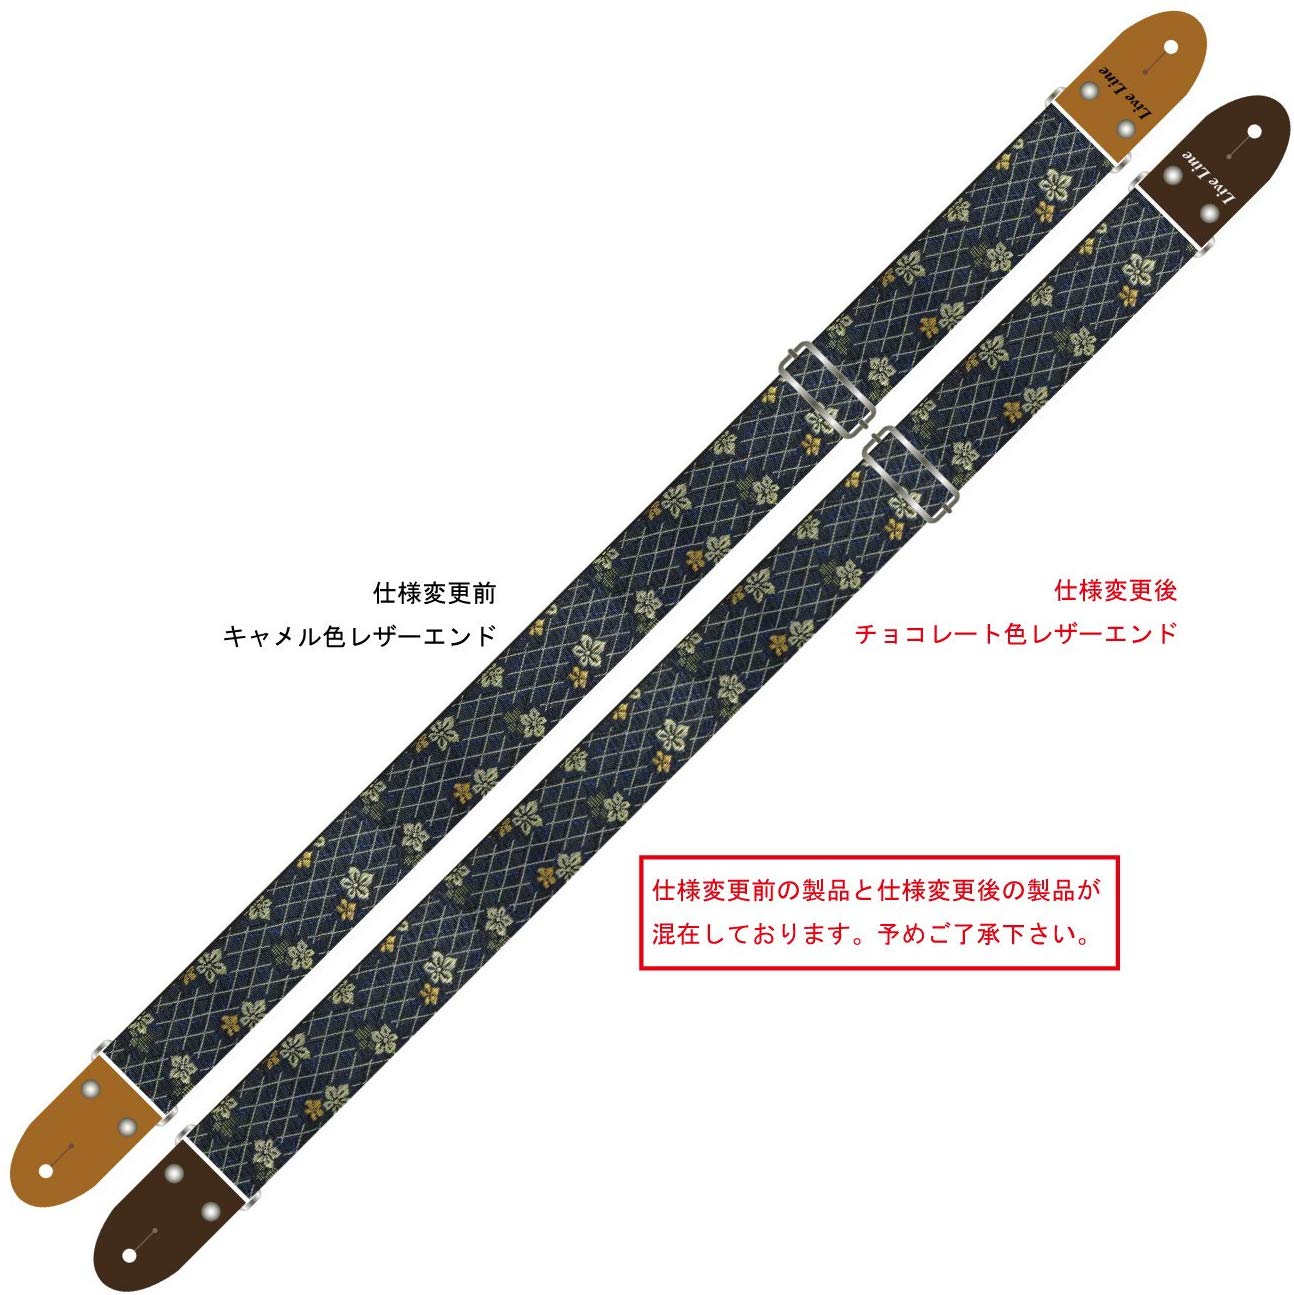 Live Line
Live Line
仕様変更前
キャメル色レザーエンド
仕様変更後
チョコレート色レザーエンド
仕様変更前の製品と仕様変更後の製品が
混在しております。予めご了承下さい。